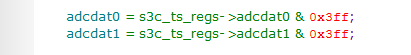 adcdat0 = s3c_ts_regs->adcdat0 & 0x3ff;
adcdat1 = s3c_ts_regs->adcdat1 & 0x3ff;